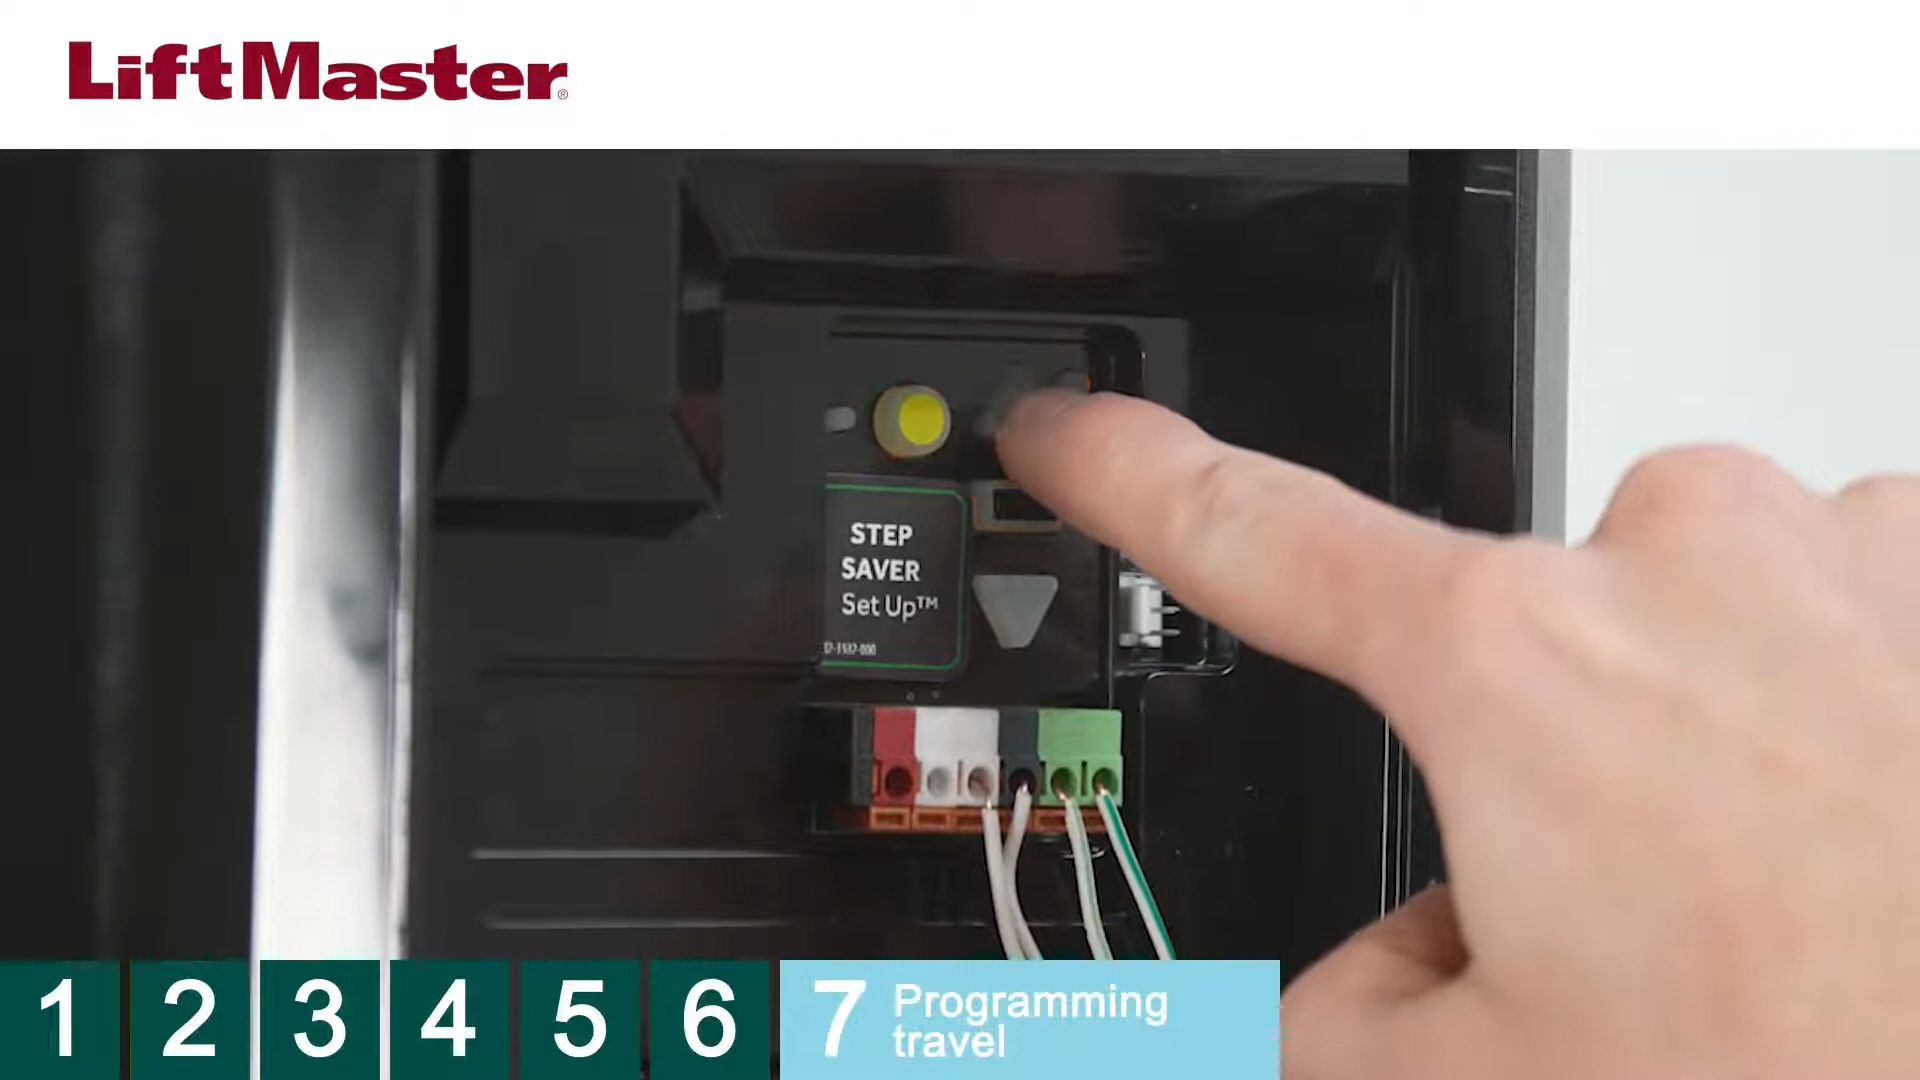 LiftMaster®
STEP
SAVER
Set Up™
1 2 3 4 5 6 7 Programming
travel